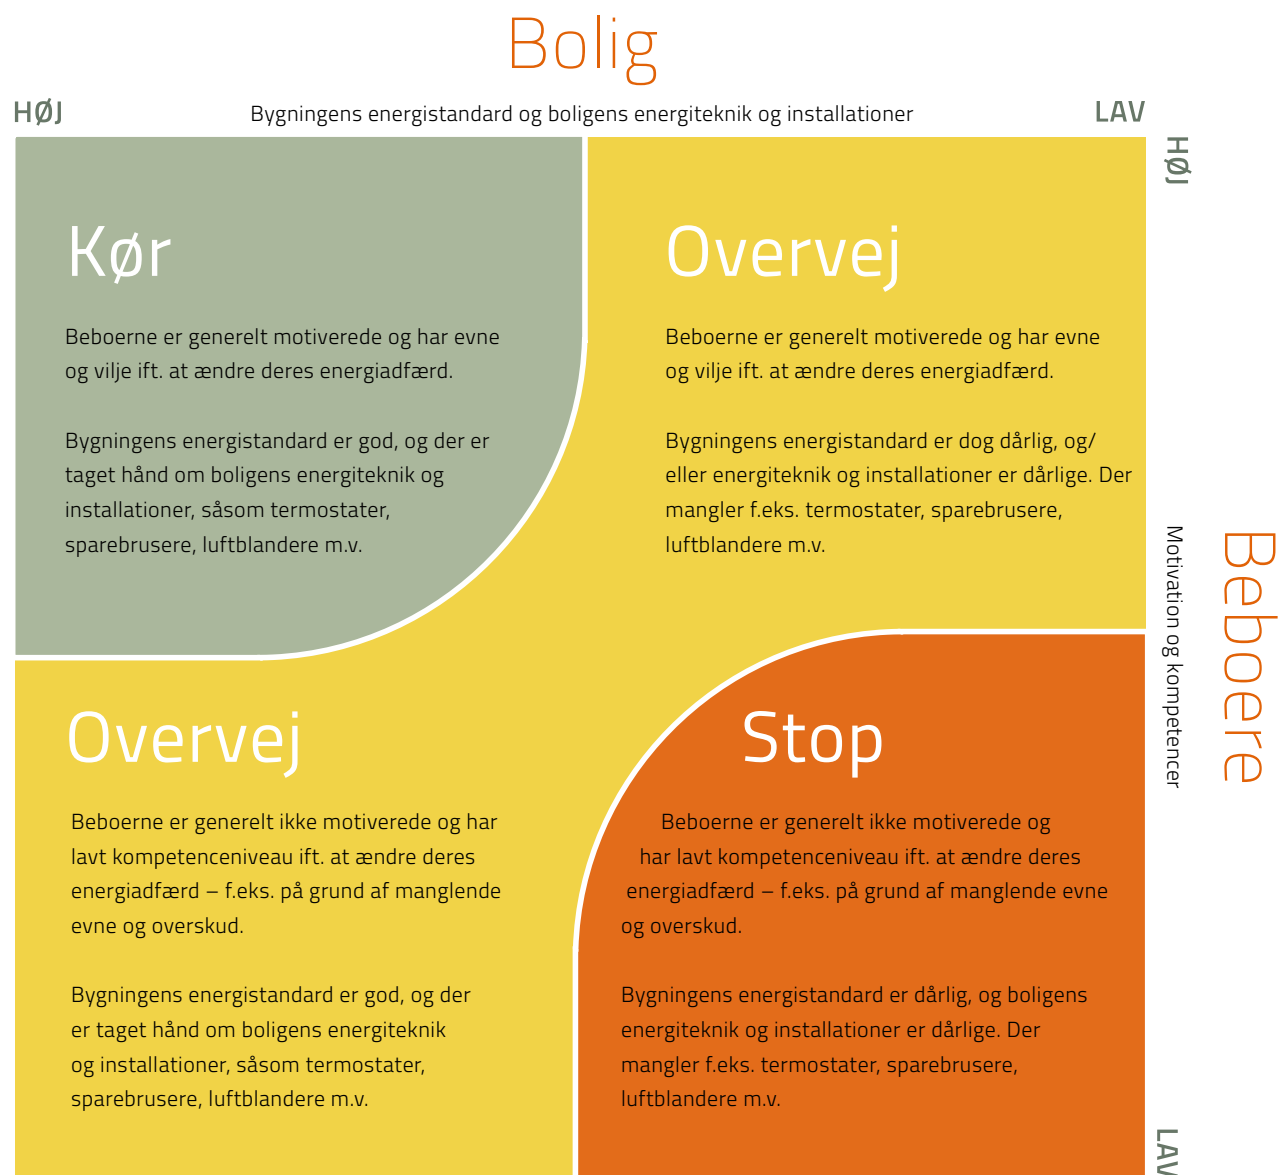 Bolig
HØJ
Bygningens energistandard og boligens energiteknik og installationer
LAV
HØJ
Kør
Beboerne er generelt motiverede og har evne
og vilje ift. at ændre deres energiadfærd.
Bygningens energistandard er god, og der er
taget hånd om boligens energiteknik og
installationer, såsom termostater,
sparebrusere, luftblandere m.v.
Overvej
Beboerne er generelt motiverede og har evne
og vilje ift. at ændre deres energiadfærd.
Bygningens energistandard er dog dårlig, og/
eller energiteknik og installationer er dårlige. Der
mangler f.eks. termostater, sparebrusere,
luftblandere m.v.
Motivation og kompetencer
Beboere
Overvej
Beboerne er generelt ikke motiverede og har
lavt kompetenceniveau ift. at ændre deres
energiadfærd – f.eks. på grund af manglende
evne og overskud.
Bygningens energistandard er god, og der
er taget hånd om boligens energiteknik
og installationer, såsom termostater,
sparebrusere, luftblandere m.v.
Stop
Beboerne er generelt ikke motiverede og
har lavt kompetenceniveau ift. at ændre deres
energiadfærd – f.eks. på grund af manglende evne
og overskud.
Bygningens energistandard er dårlig, og boligens
energiteknik og installationer er dårlige. Der
mangler f.eks. termostater, sparebrusere,
luftblandere m.v.
LAV